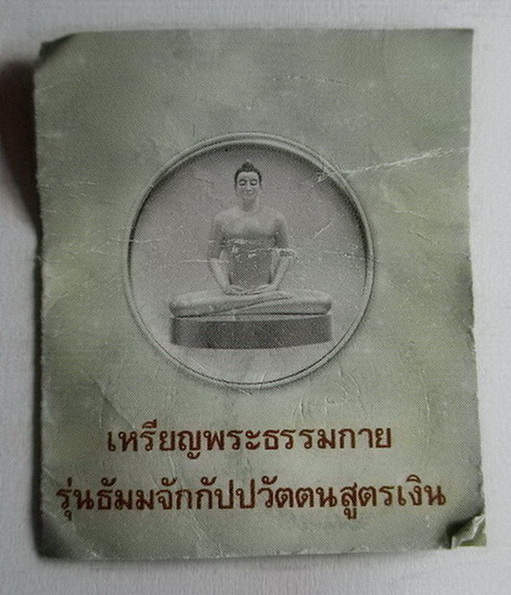 เหรียญพระธรรมกาย
รุ่นธัมมจักกัปปวัตตนสูตรเงิน